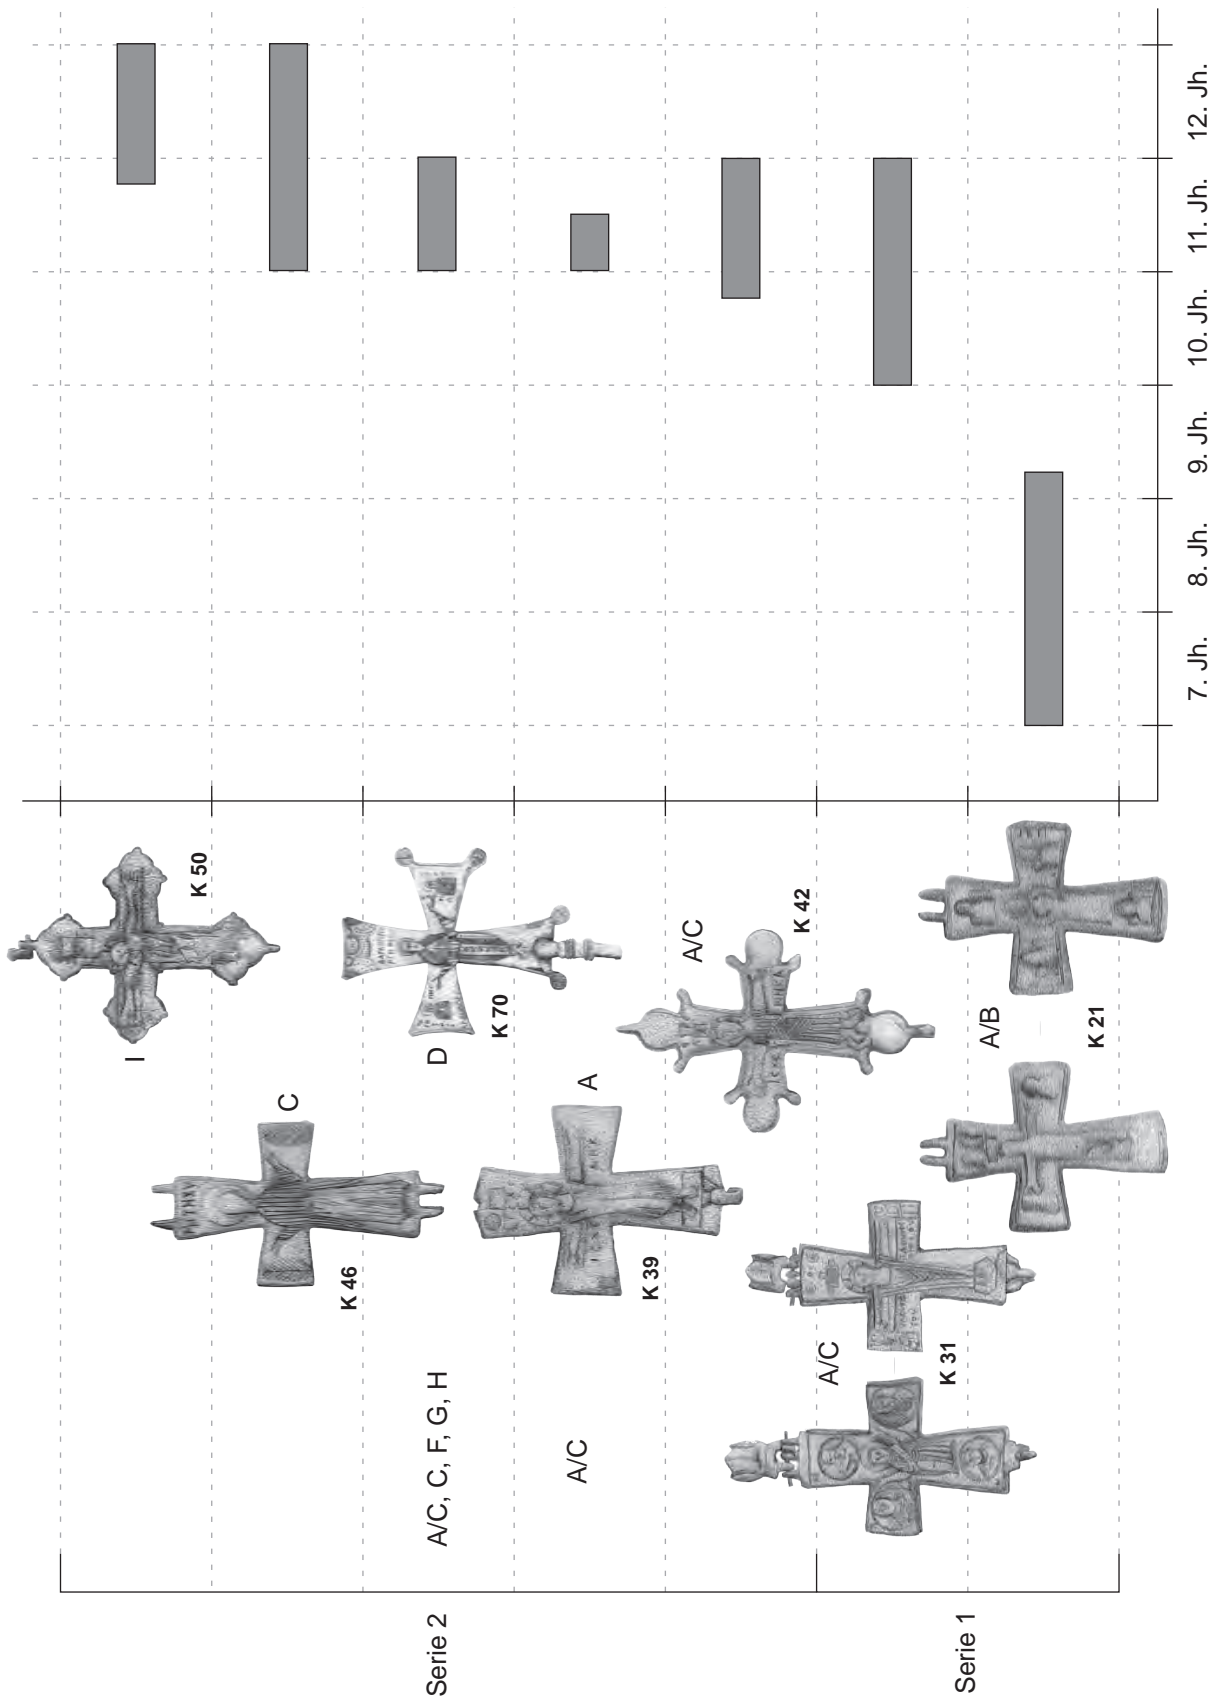 Serie 2
Serie 1
I
K 50
C
K 46
A/C, C, F, G, H
D
K 70
A/C
A
K 39
A/C
K 42
A/C
K 31
A/B
K 21
7. Jh.
8. Jh.
9. Jh.
10. Jh.
11. Jh.
12. Jh.